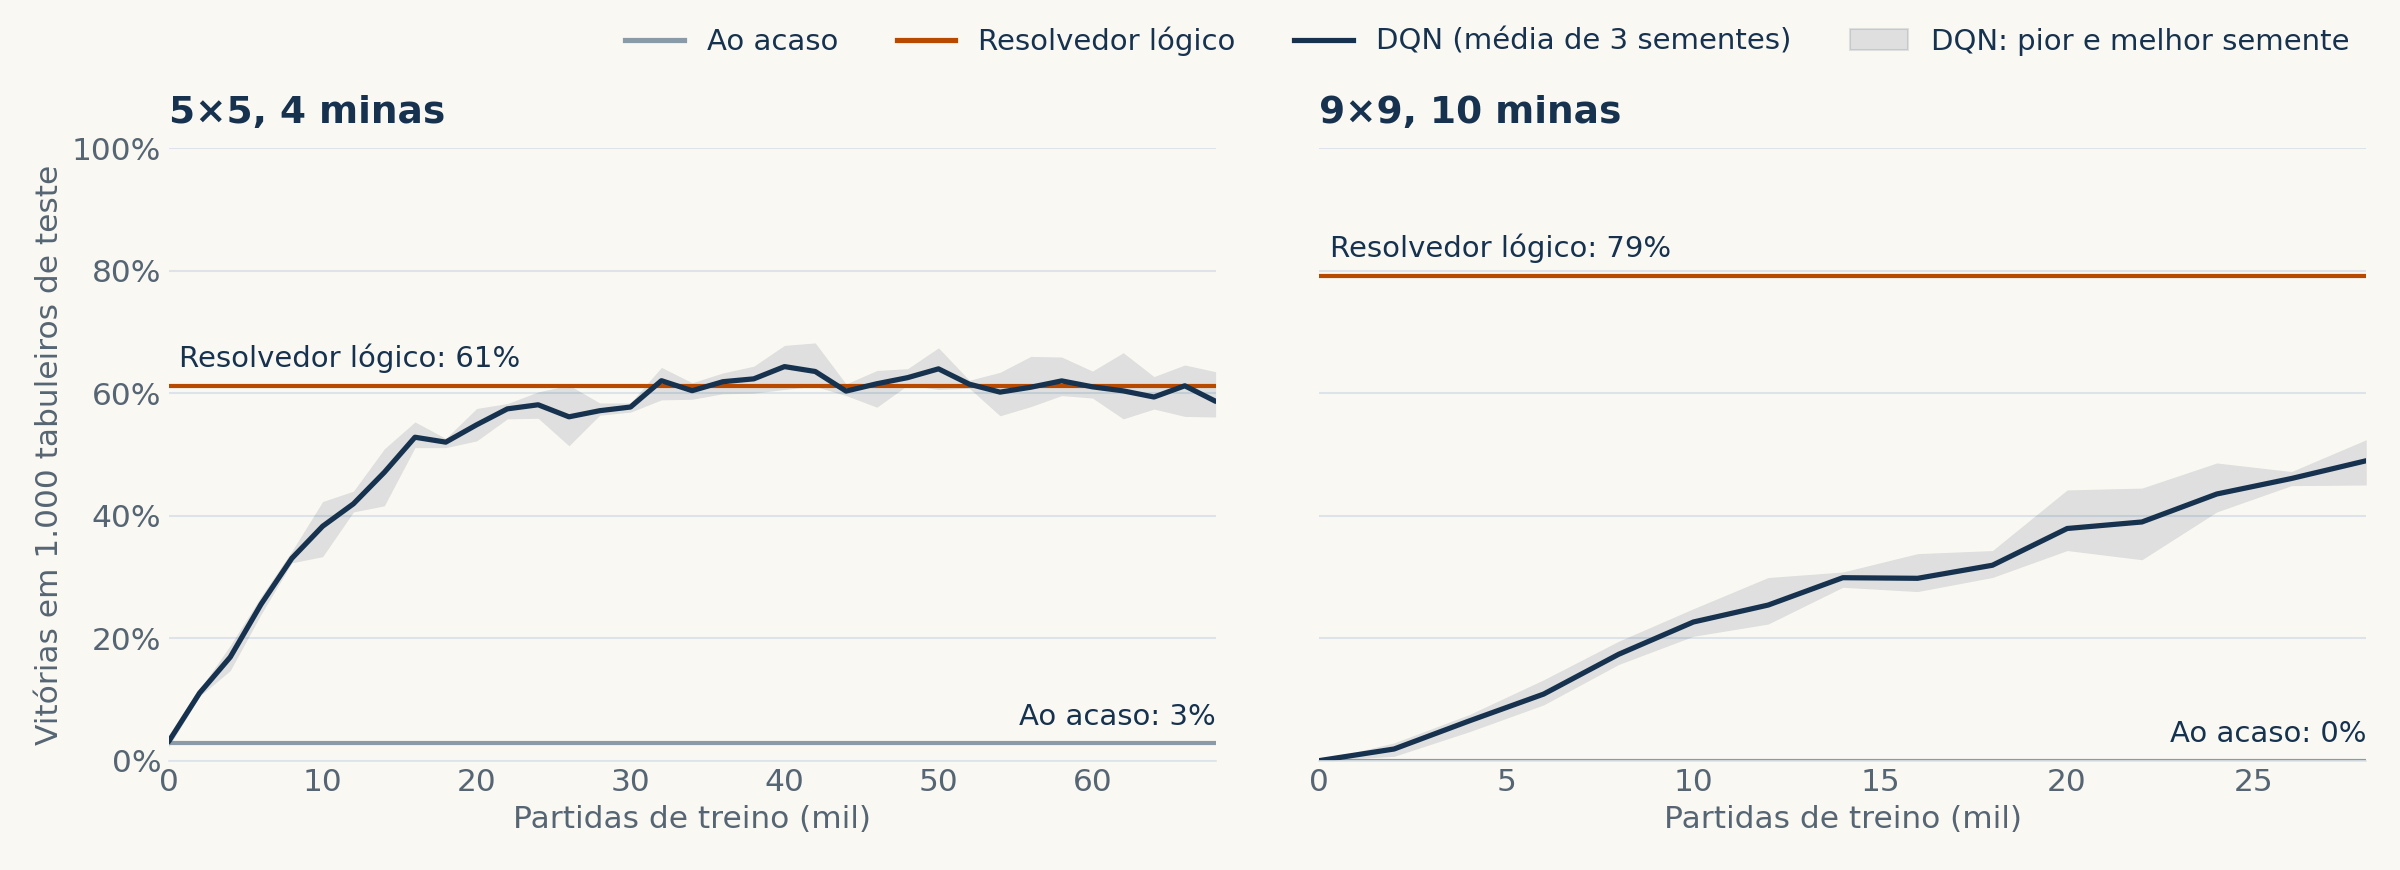 Ao acaso
Resolvedor lógico
DQN (média de 3 sementes)
DQN: pior e melhor semente
5×5, 4 minas
Vitórias em 1.000 tabuleiros de teste
100%
80%
60%
40%
20%
0%
Resolvedor lógico: 61%
Ao acaso: 3%
0 10 20 30 40 50 60
Partidas de treino (mil)
9×9, 10 minas
Resolvedor lógico: 79%
Ao acaso: 0%
0 5 10 15 20 25
Partidas de treino (mil)